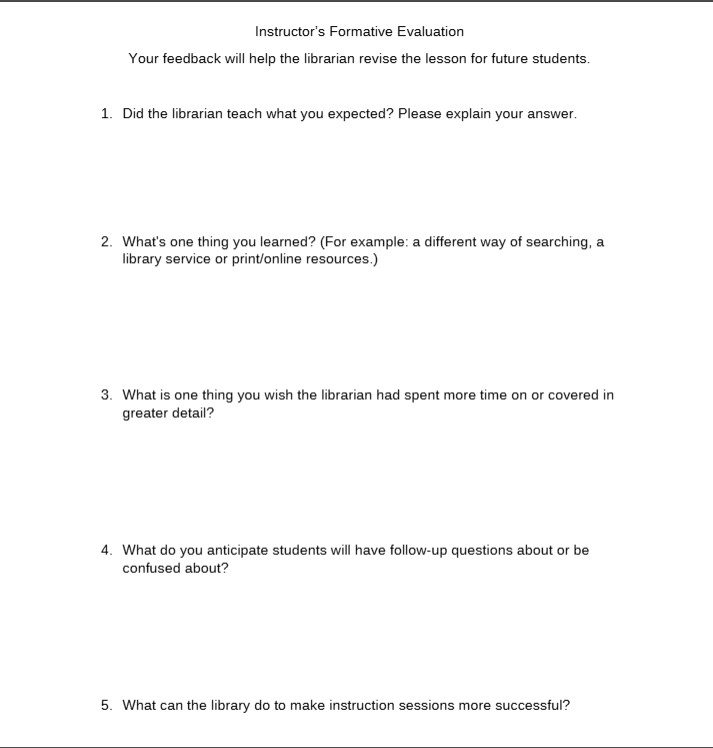 Instructor’s Formative Evaluation
Your feedback will help the librarian revise the lesson for future students.
1. Did the librarian teach what you expected? Please explain your answer.
2. What's one thing you learned? (For example: a different way of searching, a
library service or print/online resources.)
3. What is one thing you wish the librarian had spent more time on or covered in
greater detail?
4. What do you anticipate students will have follow-up questions about or be
confused about?
5. What can the library do to make instruction sessions more successful?